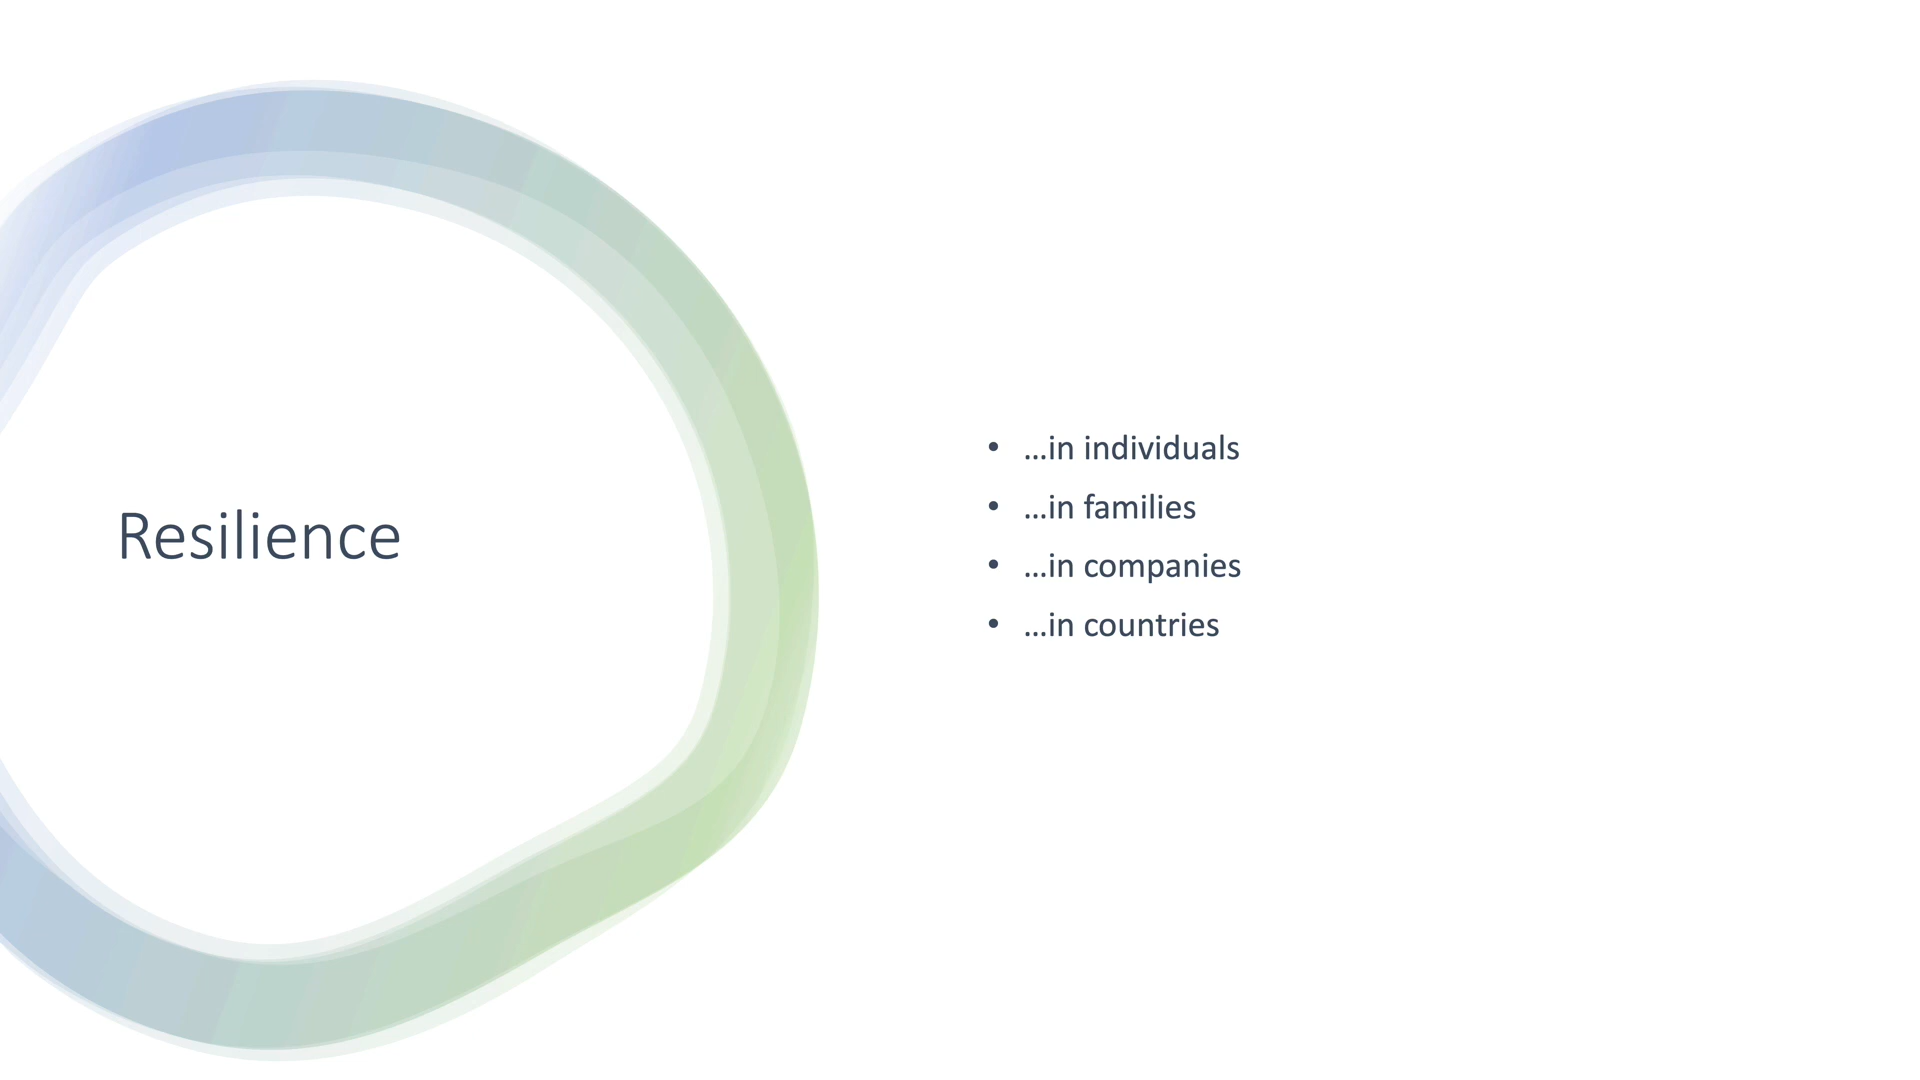 Resilience
• ...in individuals
• ...in families
• ...in companies
• ...in countries